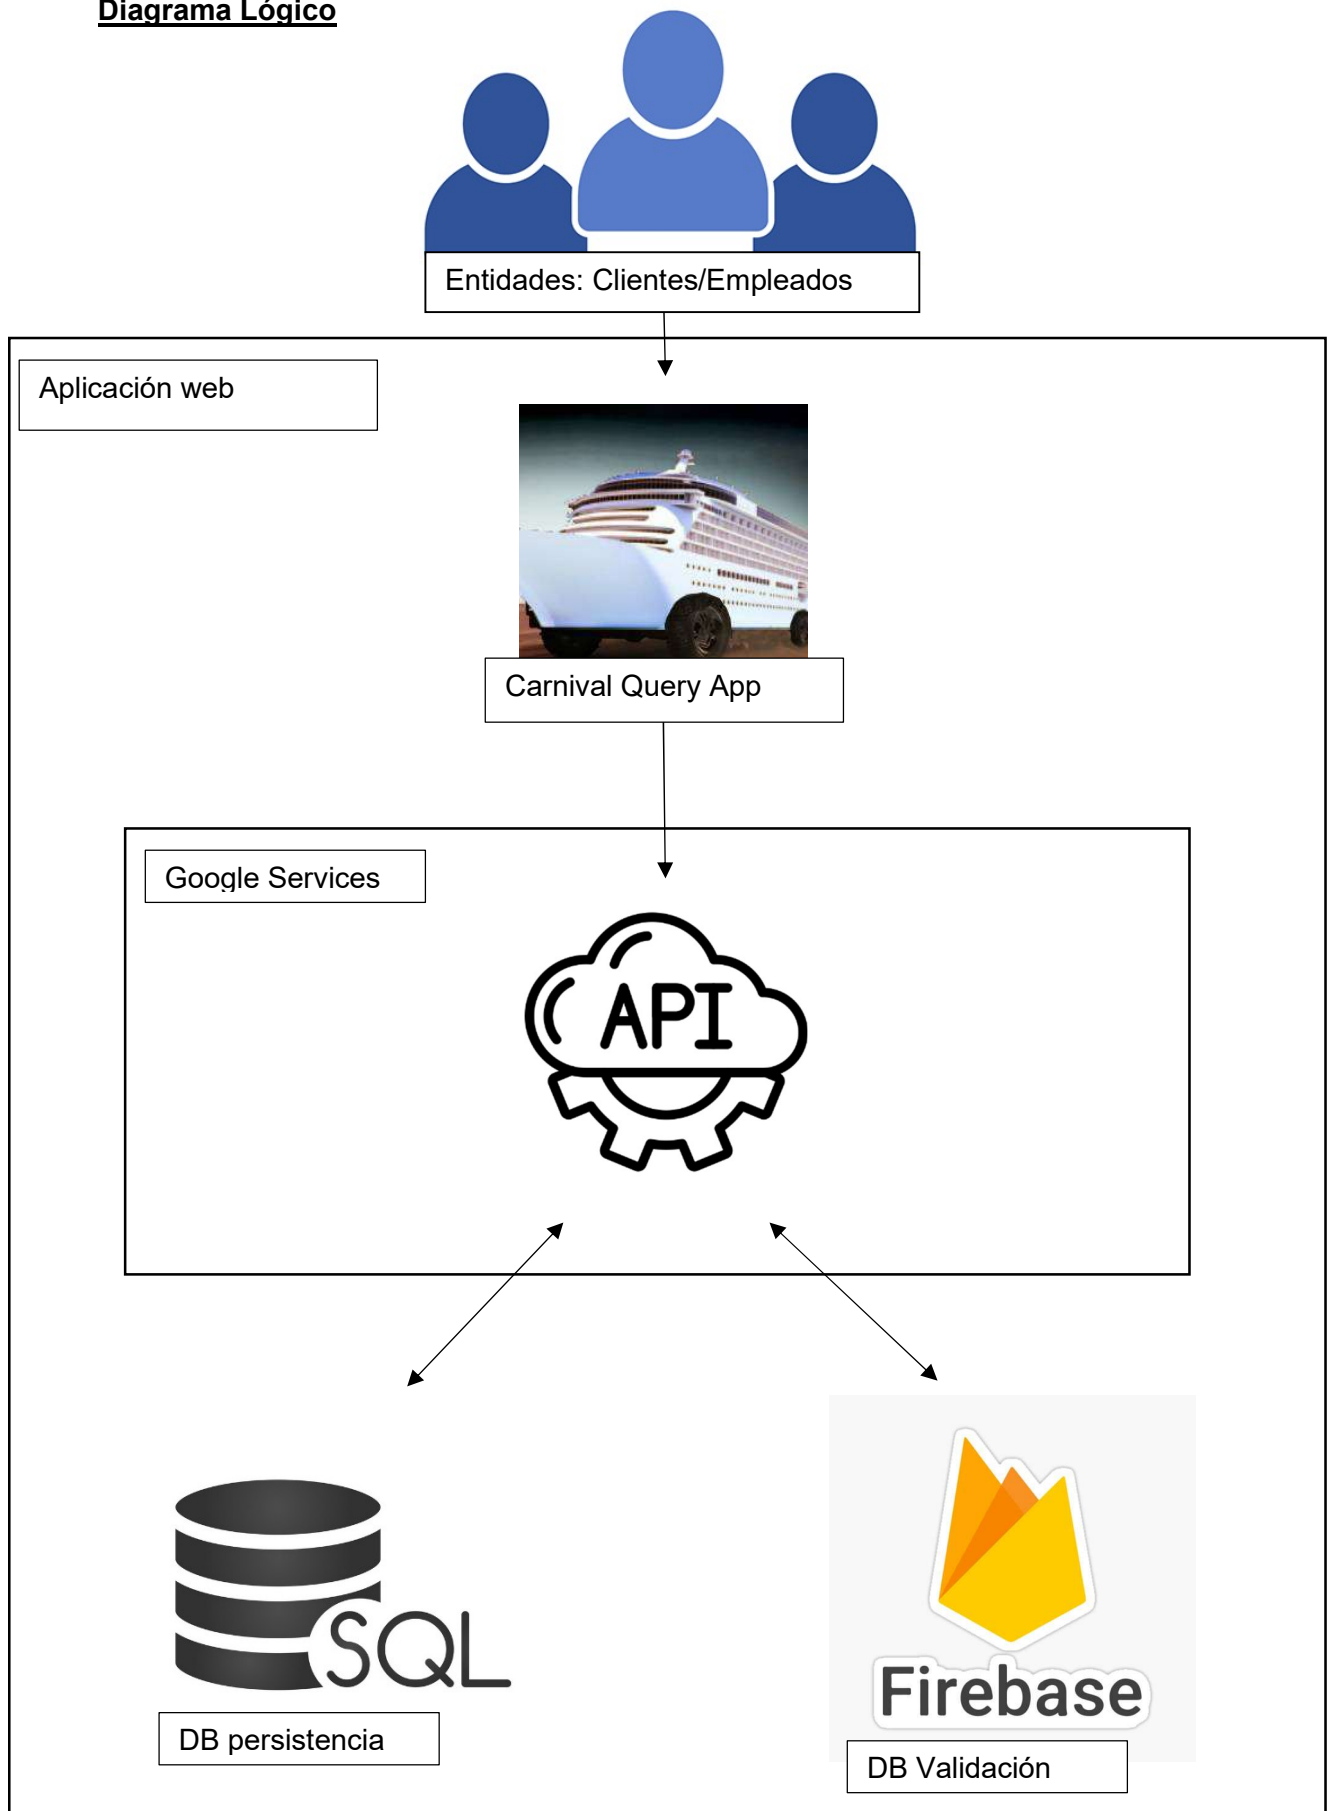 Diagrama Lógico
Entidades: Clientes/Empleados
Aplicación web
Carnival Query App
Google Services
API
SQL
Firebase
DB persistencia
DB Validación